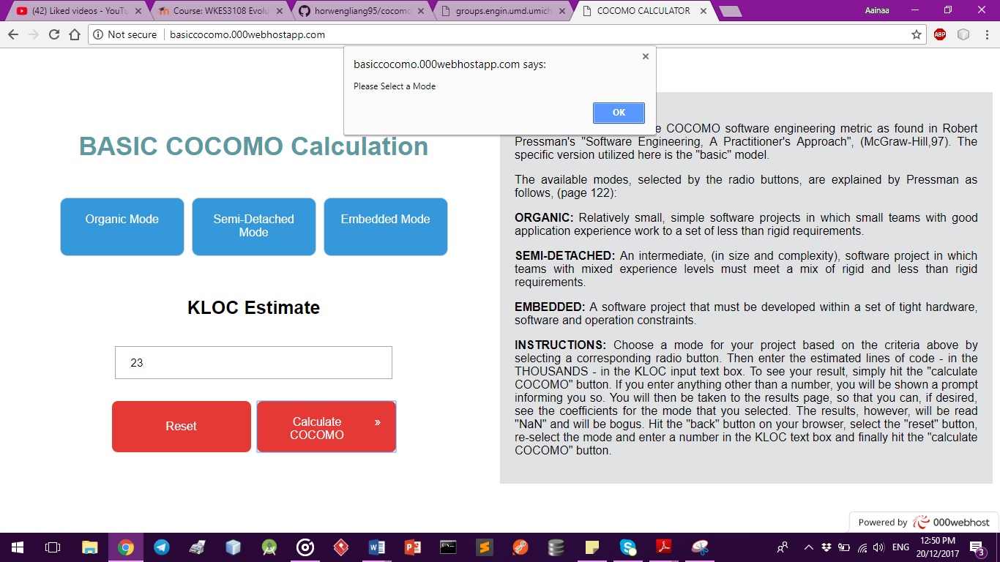 (42) Liked videos - YouTu
Course: WKES3108 Evolu
horwengliang95/cocomo
groups.engin.umd.umich
COCOMO CALCULATOR
Aainaa
Not secure
basiccocomo.000webhostapp.com
ABP
basiccocomo.000webhostapp.com says:
Please Select a Mode
OK
BASIC COCOMO Calculation
Organic Mode
Semi-Detached
Mode
Embedded Mode
KLOC Estimate
23
Reset
Calculate
COCOMO
»
e COCOMO software engineering metric as found in Robert
Pressman's "Software Engineering, A Practitioner's Approach", (McGraw-Hill,97). The
specific version utilized here is the "basic" model.
The available modes, selected by the radio buttons, are explained by Pressman as
follows, (page 122):
ORGANIC: Relatively small, simple software projects in which small teams with good
application experience work to a set of less than rigid requirements.
SEMI-DETACHED: An intermediate, (in size and complexity), software project in which
teams with mixed experience levels must meet a mix of rigid and less than rigid
requirements.
EMBEDDED: A software project that must be developed within a set of tight hardware,
software and operation constraints.
INSTRUCTIONS: Choose a mode for your project based on the criteria above by
selecting a corresponding radio button. Then enter the estimated lines of code - in the
THOUSANDS - in the KLOC input text box. To see your result, simply hit the "calculate
COCOMO" button. If you enter anything other than a number, you will be shown a prompt
informing you so. You will then be taken to the results page, so that you can, if desired,
see the coefficients for the mode that you selected. The results, however, will be read
"NaN" and will be bogus. Hit the "back" button on your browser, select the "reset" button,
re-select the mode and enter a number in the KLOC text box and finally hit the "calculate
COCOMO" button.
Powered by 000webhost
ENG
12:50 PM
20/12/2017
3